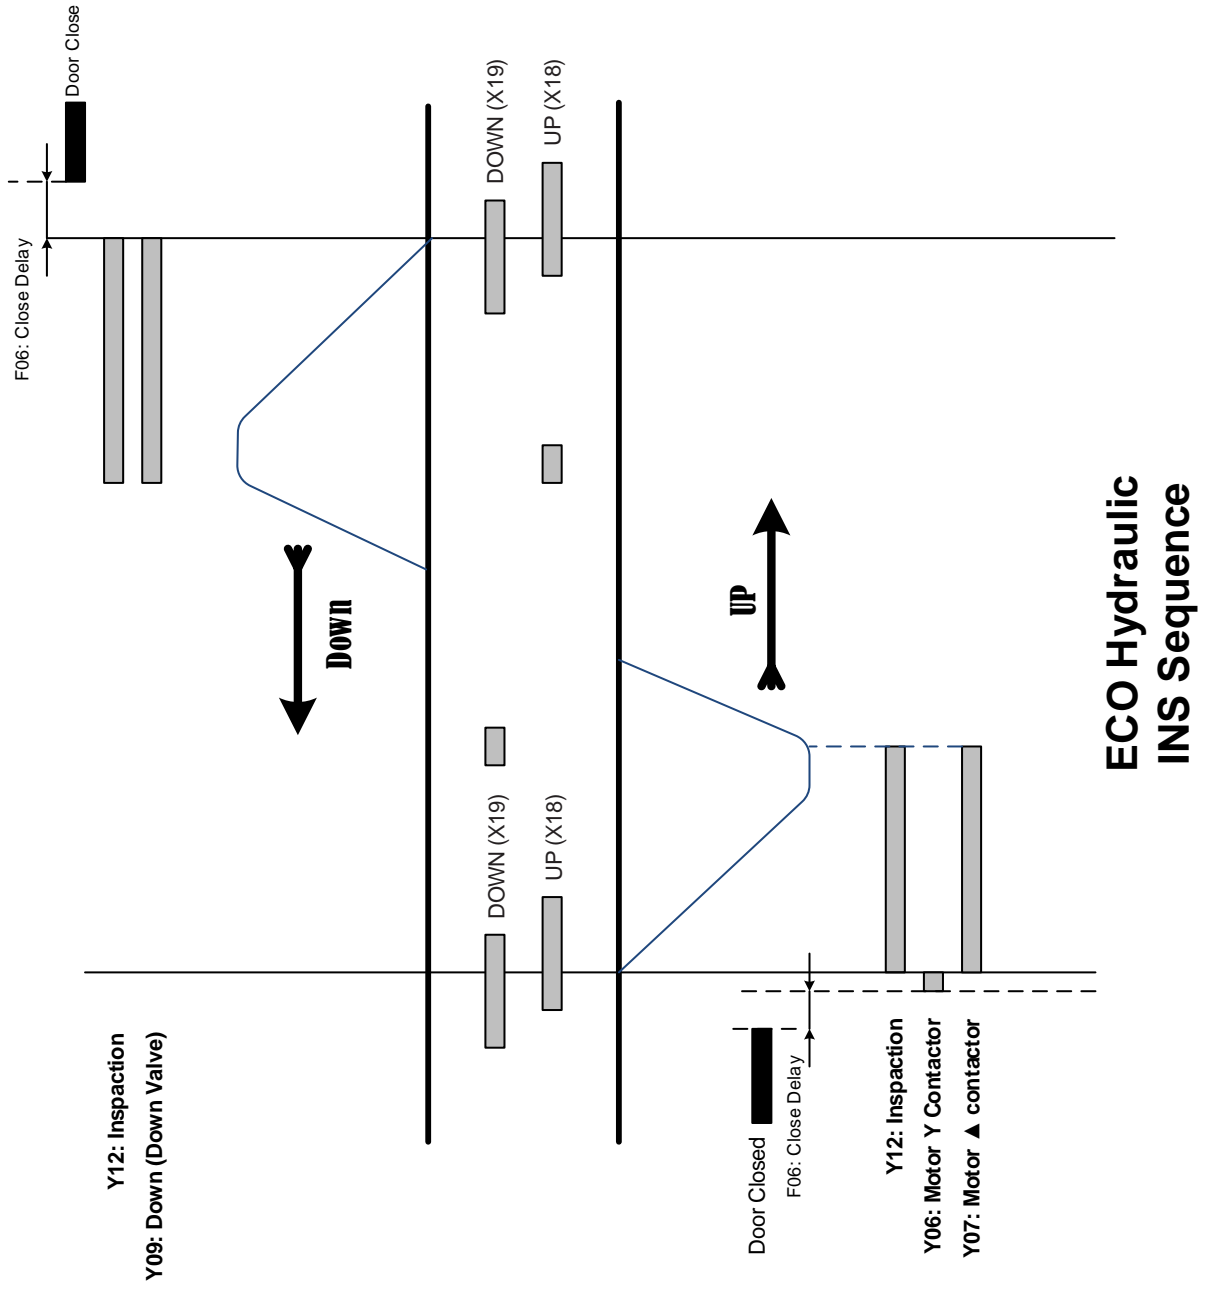 Door Close
F06: Close Delay
Y12: Inspaction
Y09: Down (Down Valve)
Down
DOWN (X19)
UP (X18)
DOWN (X19)
UP (X18)
UP
Door Closed
F06: Close Delay
Y12: Inspaction
Y06: Motor Y Contactor
Y07: Motor ▲ contactor
ECO Hydraulic
INS Sequence